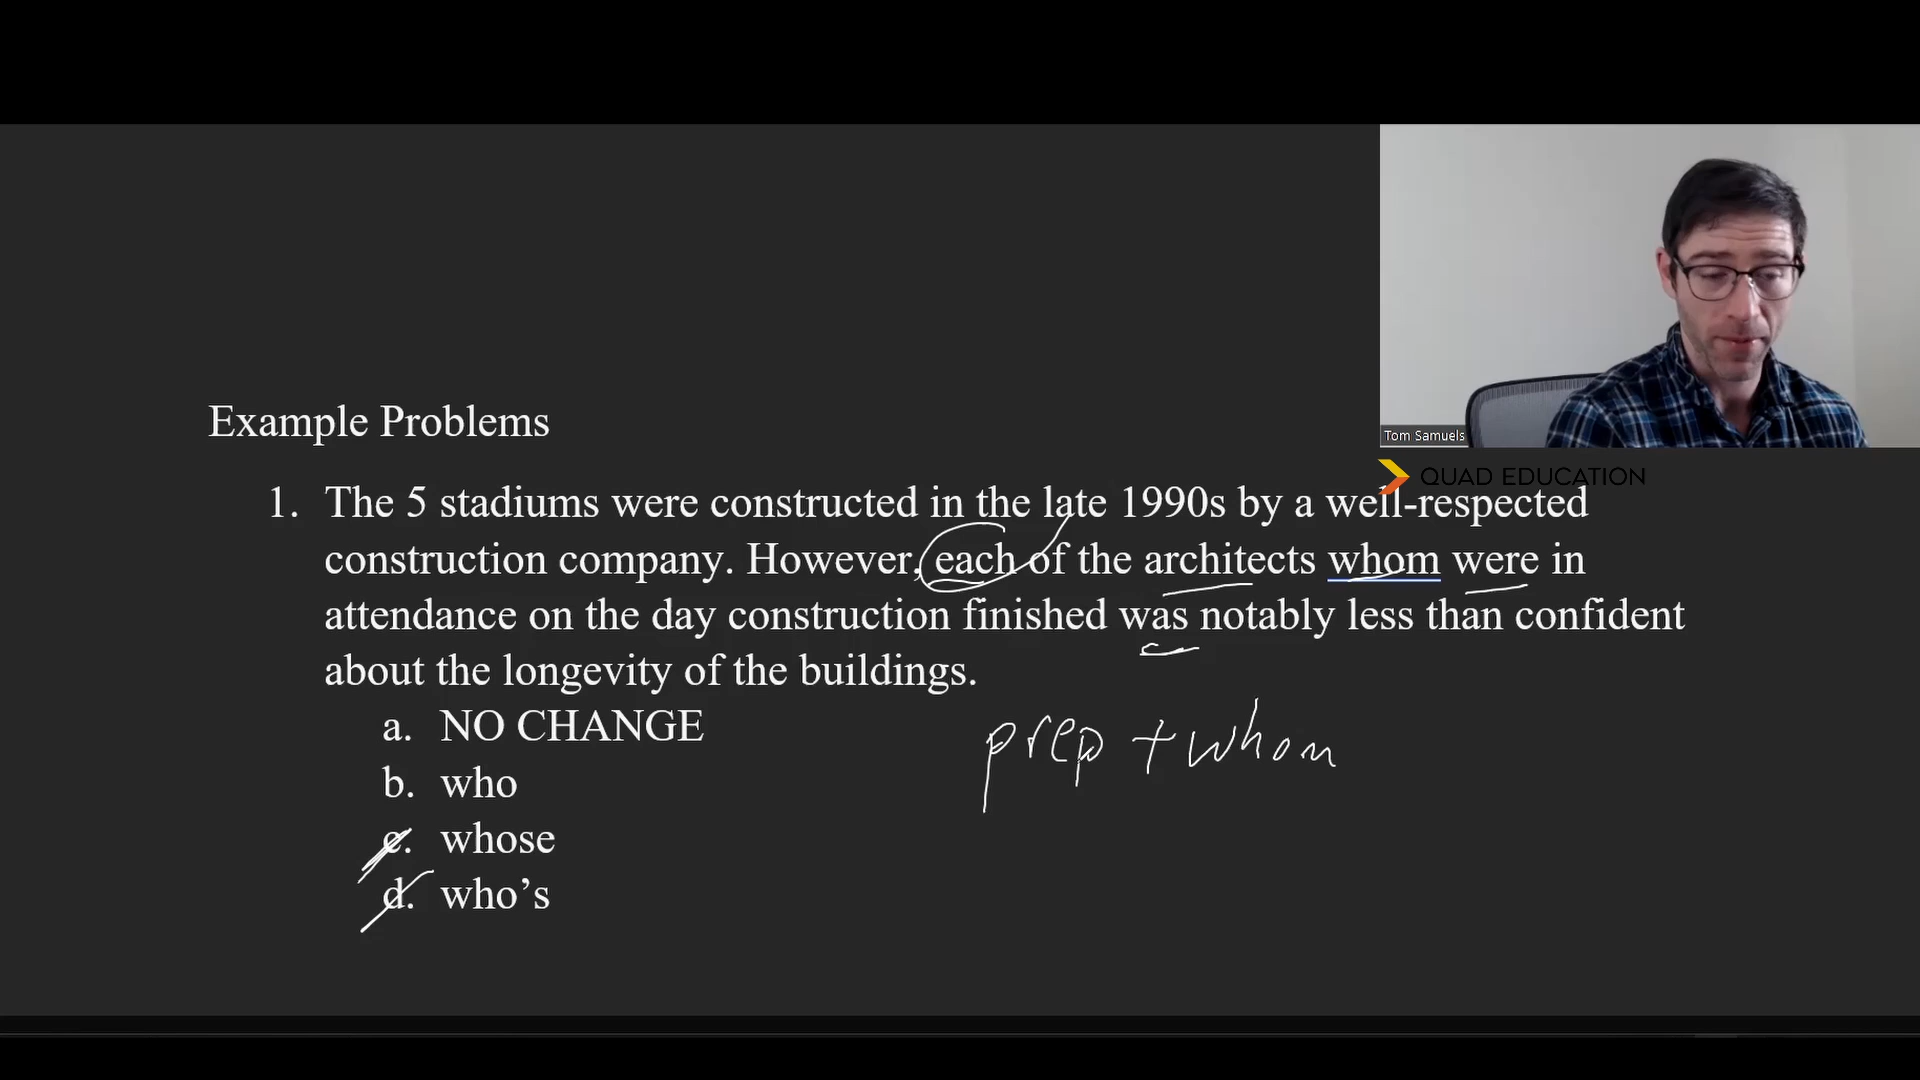 Tom Samuels
QUAD EDUCATION
Example Problems
1. The 5 stadiums were constructed in the late 1990s by a well-respected
construction company. However, each of the architects whom were in
attendance on the day construction finished was notably less than confident
about the longevity of the buildings.
a. NO CHANGE
prep + whom
b. who
c. whose
d. who’s